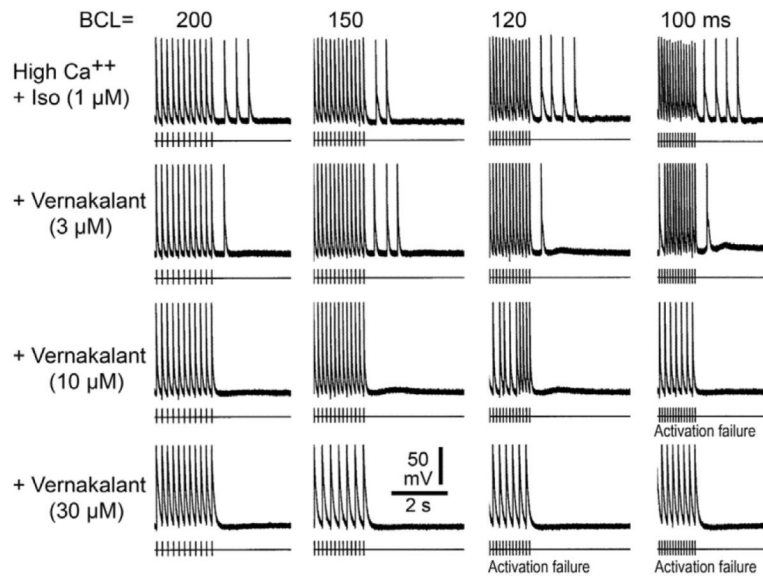 BCL= 200 150 120 100 ms
High Ca++
+ Iso (1 µM)
+ Vernakalant
(3 µM)
+ Vernakalant
(10 µM)
Activation failure
+ Vernakalant
(30 µM)
50
mV
2 s
Activation failure Activation failure